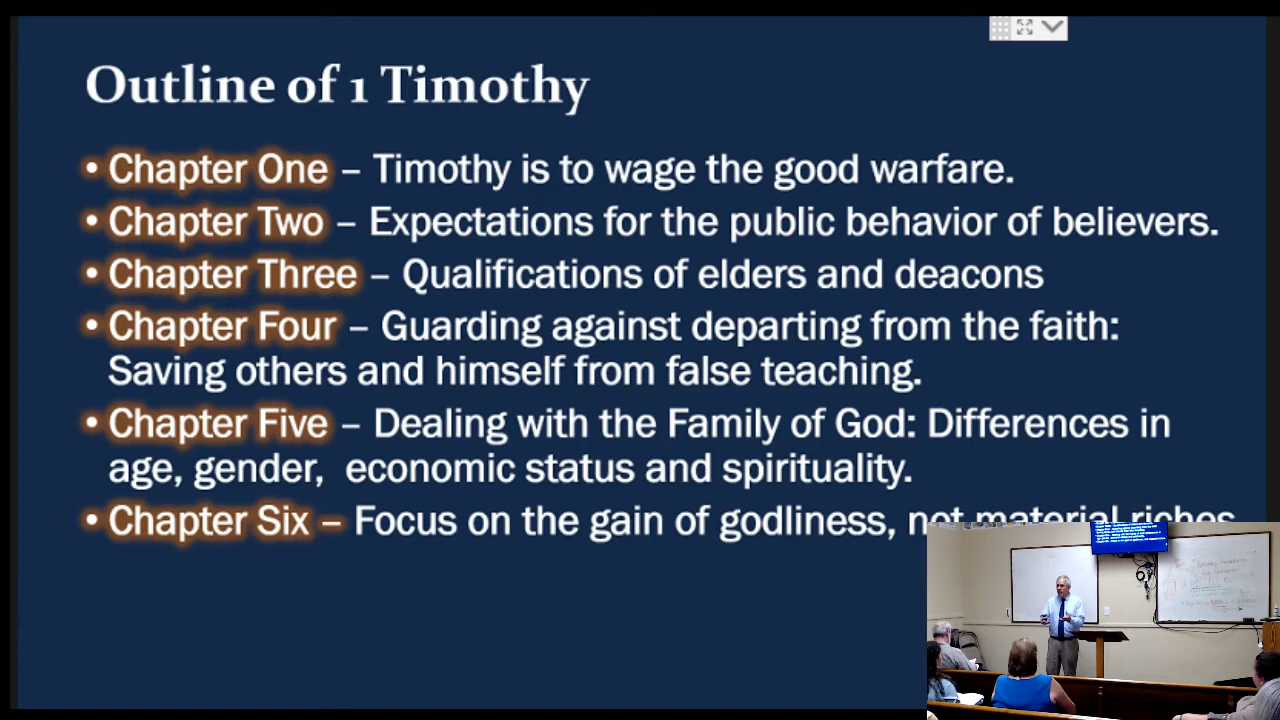 Outline of 1 Timothy
• Chapter One – Timothy is to wage the good warfare.
• Chapter Two – Expectations for the public behavior of believers.
• Chapter Three – Qualifications of elders and deacons
• Chapter Four – Guarding against departing from the faith:
Saving others and himself from false teaching.
• Chapter Five – Dealing with the Family of God: Differences in
age, gender,  economic status and spirituality.
• Chapter Six – Focus on the gain of godliness, not material riches